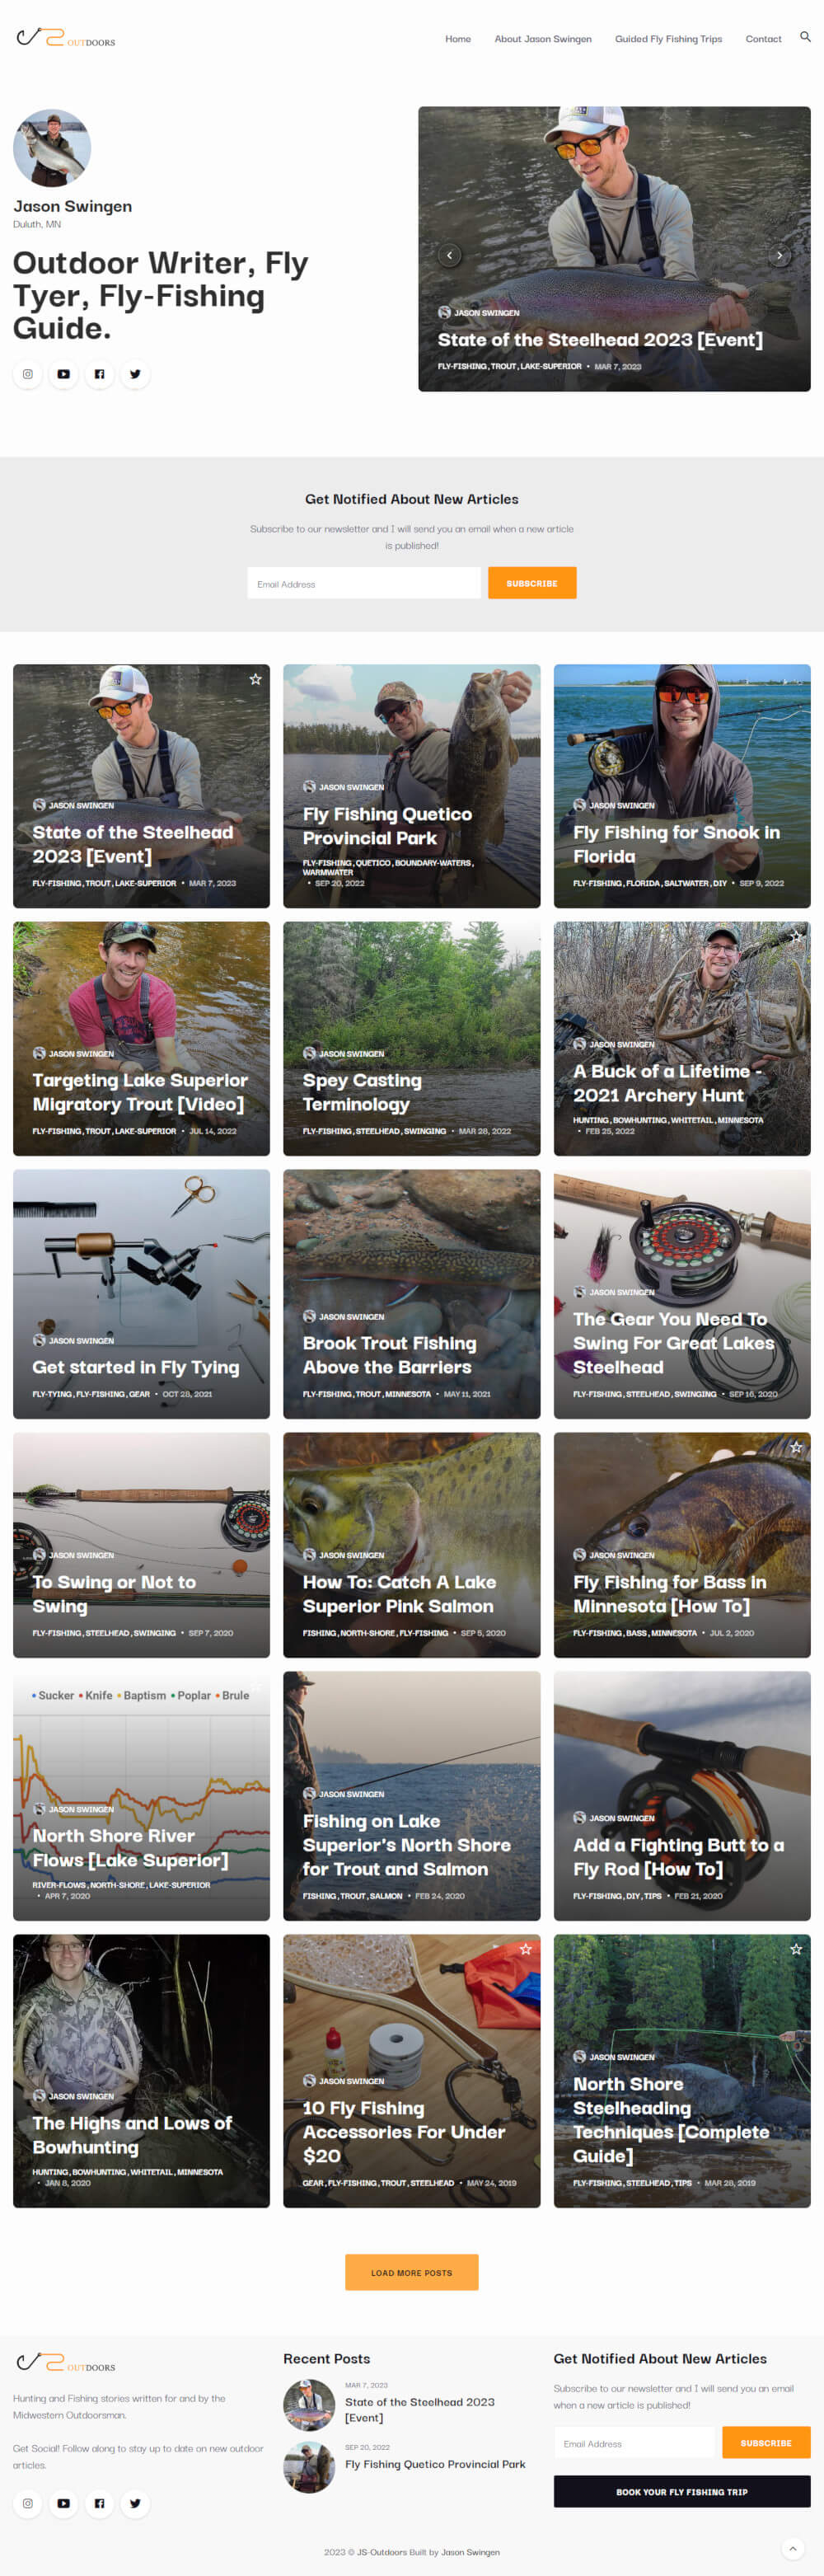 OUTDOORS
Home About Jason Swingen Guided Fly Fishing Trips Contact
Jason Swingen
Duluth, MN
Outdoor Writer, Fly
Tyer, Fly-Fishing
Guide.
JASON SWINGEN
State of the Steelhead 2023 [Event]
FLY-FISHING, TROUT, LAKE-SUPERIOR • MAR 7, 2023
Get Notified About New Articles
Subscribe to our newsletter and I will send you an email when a new article
is published!
Email Address SUBSCRIBE
JASON SWINGEN
State of the Steelhead
2023 [Event]
FLY-FISHING, TROUT, LAKE-SUPERIOR • MAR 7, 2023
JASON SWINGEN
Fly Fishing Quetico
Provincial Park
FLY-FISHING, QUETICO, BOUNDARY-WATERS,
WARMWATER
• SEP 20, 2022
JASON SWINGEN
Fly Fishing for Snook in
Florida
FLY-FISHING, FLORIDA, SALTWATER, DIY • SEP 9, 2022
JASON SWINGEN
Targeting Lake Superior
Migratory Trout [Video]
FLY-FISHING, TROUT, LAKE-SUPERIOR • JUL 14, 2022
JASON SWINGEN
Spey Casting
Terminology
FLY-FISHING, STEELHEAD, SWINGING • MAR 28, 2022
JASON SWINGEN
A Buck of a Lifetime -
2021 Archery Hunt
HUNTING, BOWHUNTING, WHITETAIL, MINNESOTA
• FEB 25, 2022
JASON SWINGEN
Get started in Fly Tying
FLY-TYING, FLY-FISHING, GEAR • OCT 28, 2021
JASON SWINGEN
Brook Trout Fishing
Above the Barriers
FLY-FISHING, TROUT, MINNESOTA • MAY 11, 2021
JASON SWINGEN
The Gear You Need To
Swing For Great Lakes
Steelhead
FLY-FISHING, STEELHEAD, SWINGING • SEP 16, 2020
JASON SWINGEN
To Swing or Not to
Swing
FLY-FISHING, STEELHEAD, SWINGING • SEP 7, 2020
JASON SWINGEN
How To: Catch A Lake
Superior Pink Salmon
FISHING, NORTH-SHORE, FLY-FISHING • SEP 5, 2020
JASON SWINGEN
Fly Fishing for Bass in
Minnesota [How To]
FLY-FISHING, BASS, MINNESOTA • JUL 2, 2020
• Sucker • Knife • Baptism • Poplar • Brule
JASON SWINGEN
North Shore River
Flows [Lake Superior]
RIVER-FLOWS, NORTH-SHORE, LAKE-SUPERIOR
• APR 7, 2020
JASON SWINGEN
Fishing on Lake
Superior's North Shore
for Trout and Salmon
FISHING, TROUT, SALMON • FEB 24, 2020
JASON SWINGEN
Add a Fighting Butt to a
Fly Rod [How To]
FLY-FISHING, DIY, TIPS • FEB 21, 2020
JASON SWINGEN
The Highs and Lows of
Bowhunting
HUNTING, BOWHUNTING, WHITETAIL, MINNESOTA
• JAN 8, 2020
JASON SWINGEN
10 Fly Fishing
Accessories For Under
$20
GEAR, FLY-FISHING, TROUT, STEELHEAD • MAY 24, 2019
JASON SWINGEN
North Shore
Steelheading
Techniques [Complete
Guide]
FLY-FISHING, STEELHEAD, TIPS • MAR 28, 2019
LOAD MORE POSTS
OUTDOORS
Hunting and Fishing stories written for and by the
Midwestern Outdoorsman.
Get Social! Follow along to stay up to date on new outdoor
articles.
Recent Posts
MAR 7, 2023
State of the Steelhead 2023
[Event]
SEP 20, 2022
Fly Fishing Quetico Provincial Park
Get Notified About New Articles
Subscribe to our newsletter and I will send you an email
when a new article is published!
Email Address SUBSCRIBE
BOOK YOUR FLY FISHING TRIP
2023 © JS-Outdoors Built by Jason Swingen